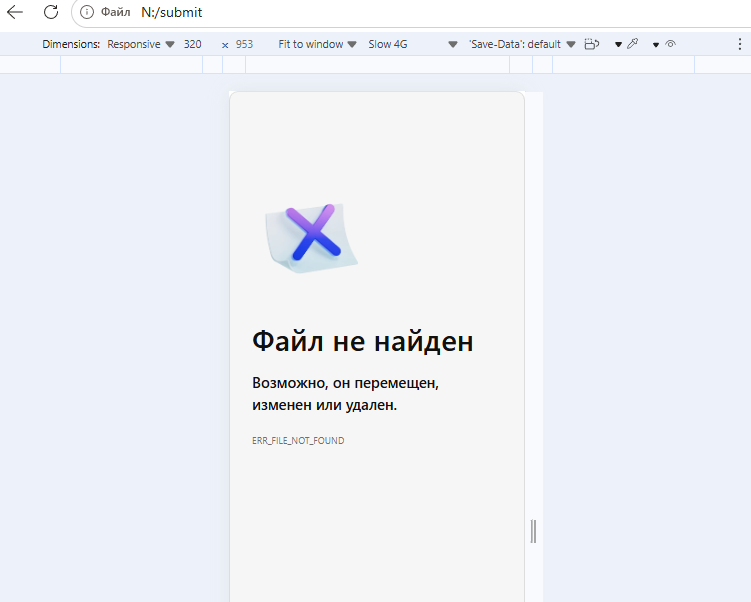 Файл N:/submit
Dimensions: Responsive 320 x 953 Fit to window Slow 4G 'Save-Data': default
Файл не найден
Возможно, он перемещен,
изменен или удален.
ERR_FILE_NOT_FOUND